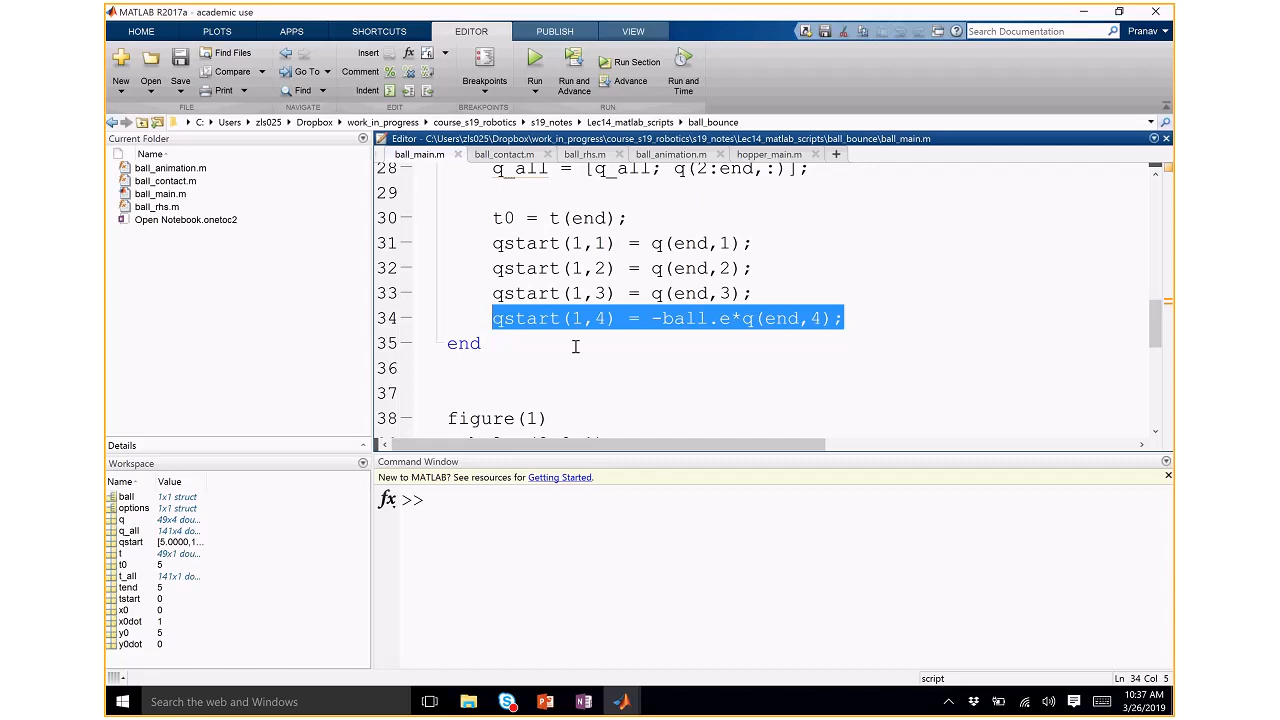 MATLAB R2017a - academic use
HOME PLOTS APPS SHORTCUTS EDITOR PUBLISH VIEW Search Documentation Pranav
New Open Save Find Files Compare Print Go To Find Insert fx Comment Indent Breakpoints Run Run and Advance Run Section Advance Run and Time
FILE NAVIGATE EDIT BREAKPOINTS RUN
C: Users zls025 Dropbox work_in_progress course_s19_robotics s19_notes Lec14_matlab_scripts ball_bounce
Current Folder
Name
ball_animation.m
ball_contact.m
ball_main.m
ball_rhs.m
Open Notebook.onetoc2
Details
Workspace
Name Value
ball 1x1 struct
options 1x1 struct
q 49x4 dou...
q_all 141x4 do...
qstart [5.0000,1...
t 49x1 dou...
t0 5
t_all 141x1 do...
tend 5
tstart 0
x0 0
x0dot 1
y0 5
y0dot 0
Editor - C:\Users\zls025\Dropbox\work_in_progress\course_s19_robotics\s19_notes\Lec14_matlab_scripts\ball_bounce\ball_main.m
ball_main.m ball_contact.m ball_rhs.m ball_animation.m hopper_main.m
28 q_all = [q_all; q(2:end,:)];
29
30 t0 = t(end);
31 qstart(1,1) = q(end,1);
32 qstart(1,2) = q(end,2);
33 qstart(1,3) = q(end,3);
34 qstart(1,4) = -ball.e*q(end,4);
35 end
36
37
38 figure(1)
Command Window
New to MATLAB? See resources for Getting Started.
fx >>
script Ln 34 Col 5
Search the web and Windows
10:37 AM
3/26/2019